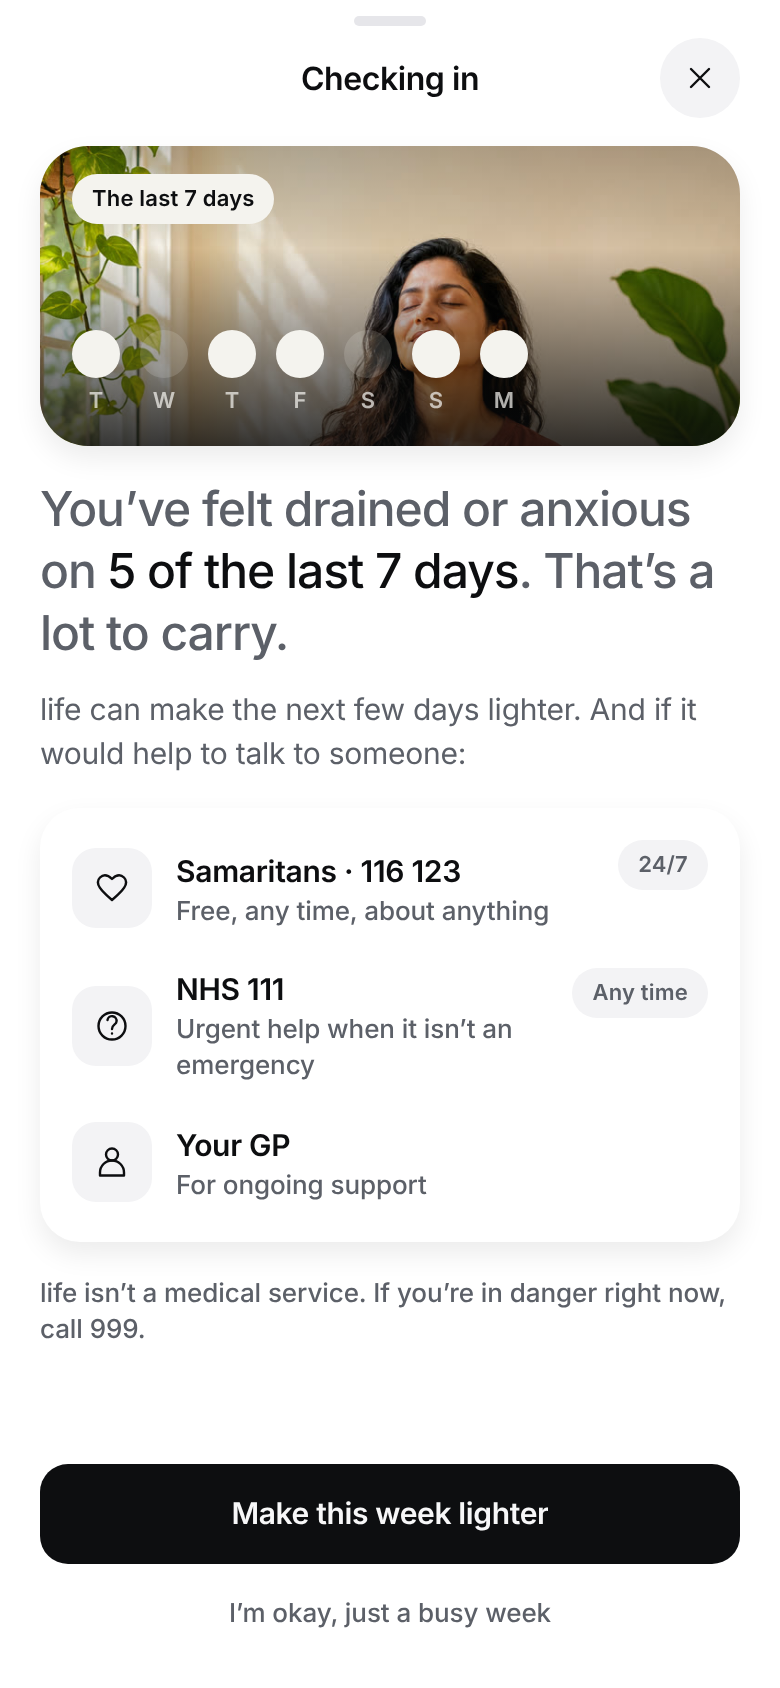 Checking in
The last 7 days
T W T F S S M
You’ve felt drained or anxious
on 5 of the last 7 days. That’s a
lot to carry.
life can make the next few days lighter. And if it
would help to talk to someone:
Samaritans · 116 123
24/7
Free, any time, about anything
NHS 111
Any time
Urgent help when it isn’t an
emergency
Your GP
For ongoing support
life isn’t a medical service. If you’re in danger right now,
call 999.
Make this week lighter
I’m okay, just a busy week